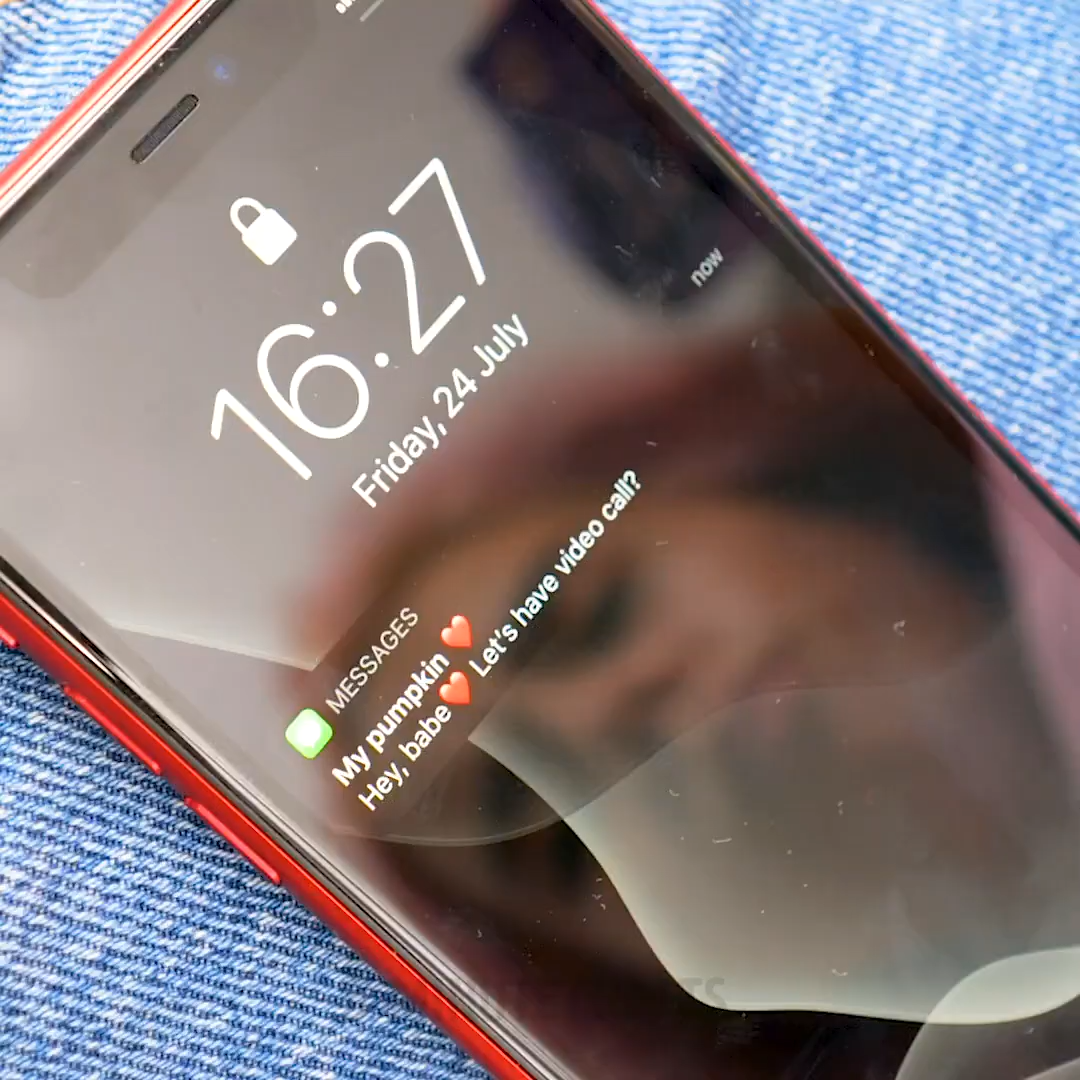 16:27
Friday, 24 July
MESSAGES
now
My pumpkin ❤️
Hey, babe❤️ Let's have video call?